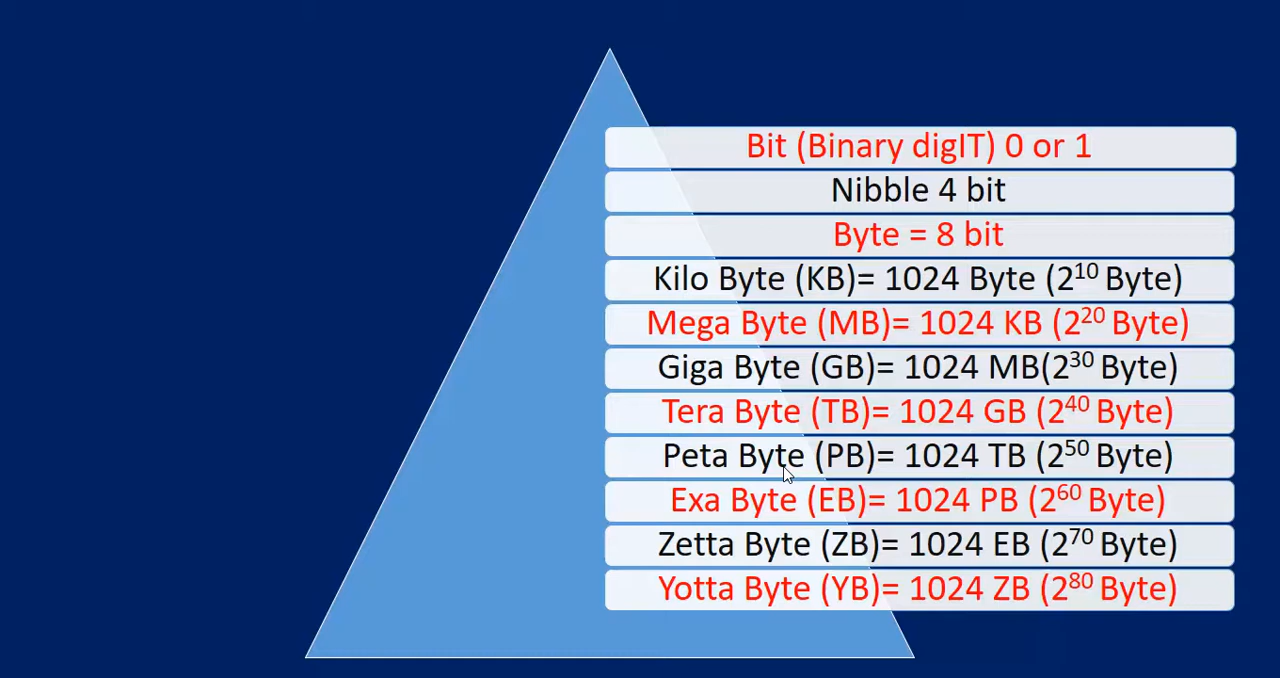 Bit (Binary digIT) 0 or 1
Nibble 4 bit
Byte = 8 bit
Kilo Byte (KB)= 1024 Byte (2¹⁰ Byte)
Mega Byte (MB)= 1024 KB (2²⁰ Byte)
Giga Byte (GB)= 1024 MB(2³⁰ Byte)
Tera Byte (TB)= 1024 GB (2⁴⁰ Byte)
Peta Byte (PB)= 1024 TB (2⁵⁰ Byte)
Exa Byte (EB)= 1024 PB (2⁶⁰ Byte)
Zetta Byte (ZB)= 1024 EB (2⁷⁰ Byte)
Yotta Byte (YB)= 1024 ZB (2⁸⁰ Byte)